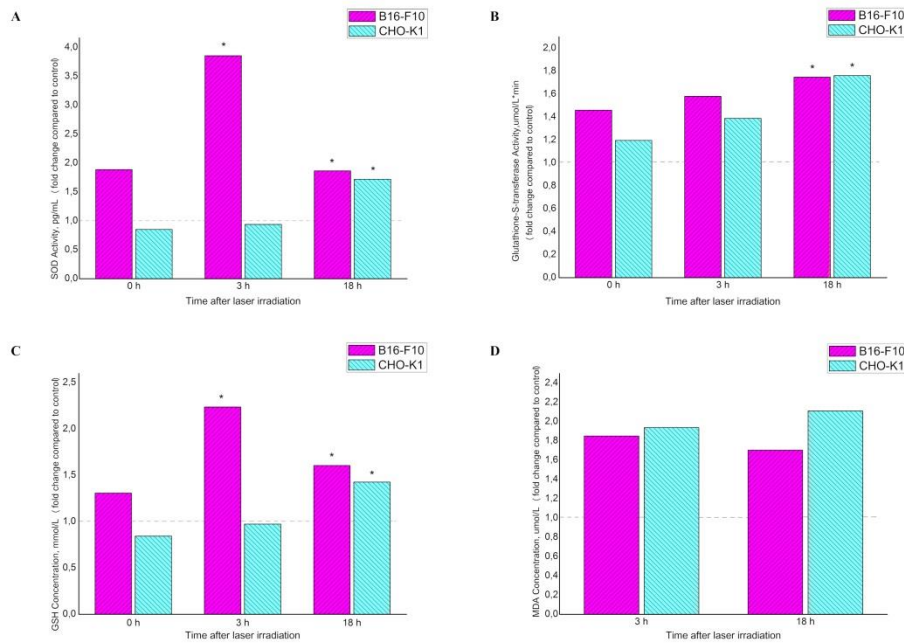 A
B16-F10
CHO-K1
SOD Activity, pg/mL ( fold change compared to control)
4,0
3,5
3,0
2,5
2,0
1,5
1,0
0,5
0,0
*
*
*
0 h
3 h
18 h
Time after laser irradiation
B
B16-F10
CHO-K1
Glutathione-S-transferase Activity,umol/L*min
( fold change compared to control)
2,0
1,8
1,6
1,4
1,2
1,0
0,8
0,6
0,4
0,2
0,0
*
*
0 h
3 h
18 h
Time after laser irradiation
C
B16-F10
CHO-K1
GSH Concentration, mmol/L ( fold change compared to control)
2,5
2,0
1,5
1,0
0,5
0,0
*
*
*
0 h
3 h
18 h
Time after laser irradiation
D
B16-F10
CHO-K1
MDA Concentration, umol/L ( fold change compared to control)
2,4
2,2
2,0
1,8
1,6
1,4
1,2
1,0
0,8
0,6
0,4
0,2
0,0
3 h
18 h
Time after laser irradiation